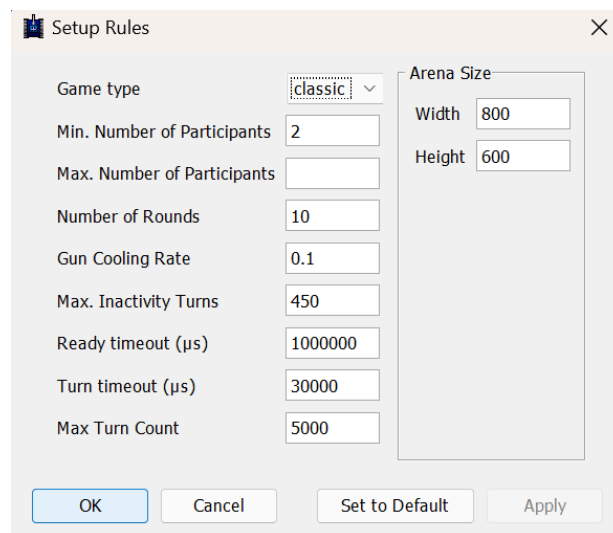 Setup Rules
Game type classic
Min. Number of Participants 2
Max. Number of Participants
Number of Rounds 10
Gun Cooling Rate 0.1
Max. Inactivity Turns 450
Ready timeout (µs) 1000000
Turn timeout (µs) 30000
Max Turn Count 5000
Arena Size
Width 800
Height 600
OK Cancel Set to Default Apply